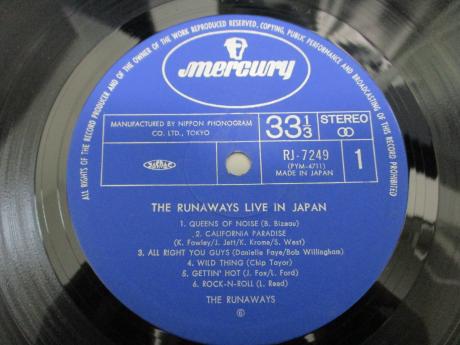 ALL RIGHTS OF THE RECORD PRODUCER AND OF THE OWNER OF THE WORK REPRODUCED RESERVED. COPYING, PUBLIC PERFORMANCE AND BROADCASTING OF THIS RECORD PROHIBITED
mercury
MANUFACTURED BY NIPPON PHONOGRAM
CO. LTD., TOKYO
33 1/3
STEREO
RJ-7249
(PYM-4711)
MADE IN JAPAN
1
THE RUNAWAYS LIVE IN JAPAN
1. QUEENS OF NOISE (B. Bizeau)
2. CALIFORNIA PARADISE
(K. Fowley/J. Jett/K. Krome/S. West)
3. ALL RIGHT YOU GUYS (Danielle Faye/Bob Willingham)
4. WILD THING (Chip Tayor)
5. GETTIN' HOT (J. Fox/L. Ford)
6. ROCK-N-ROLL (L. Reed)
THE RUNAWAYS
6